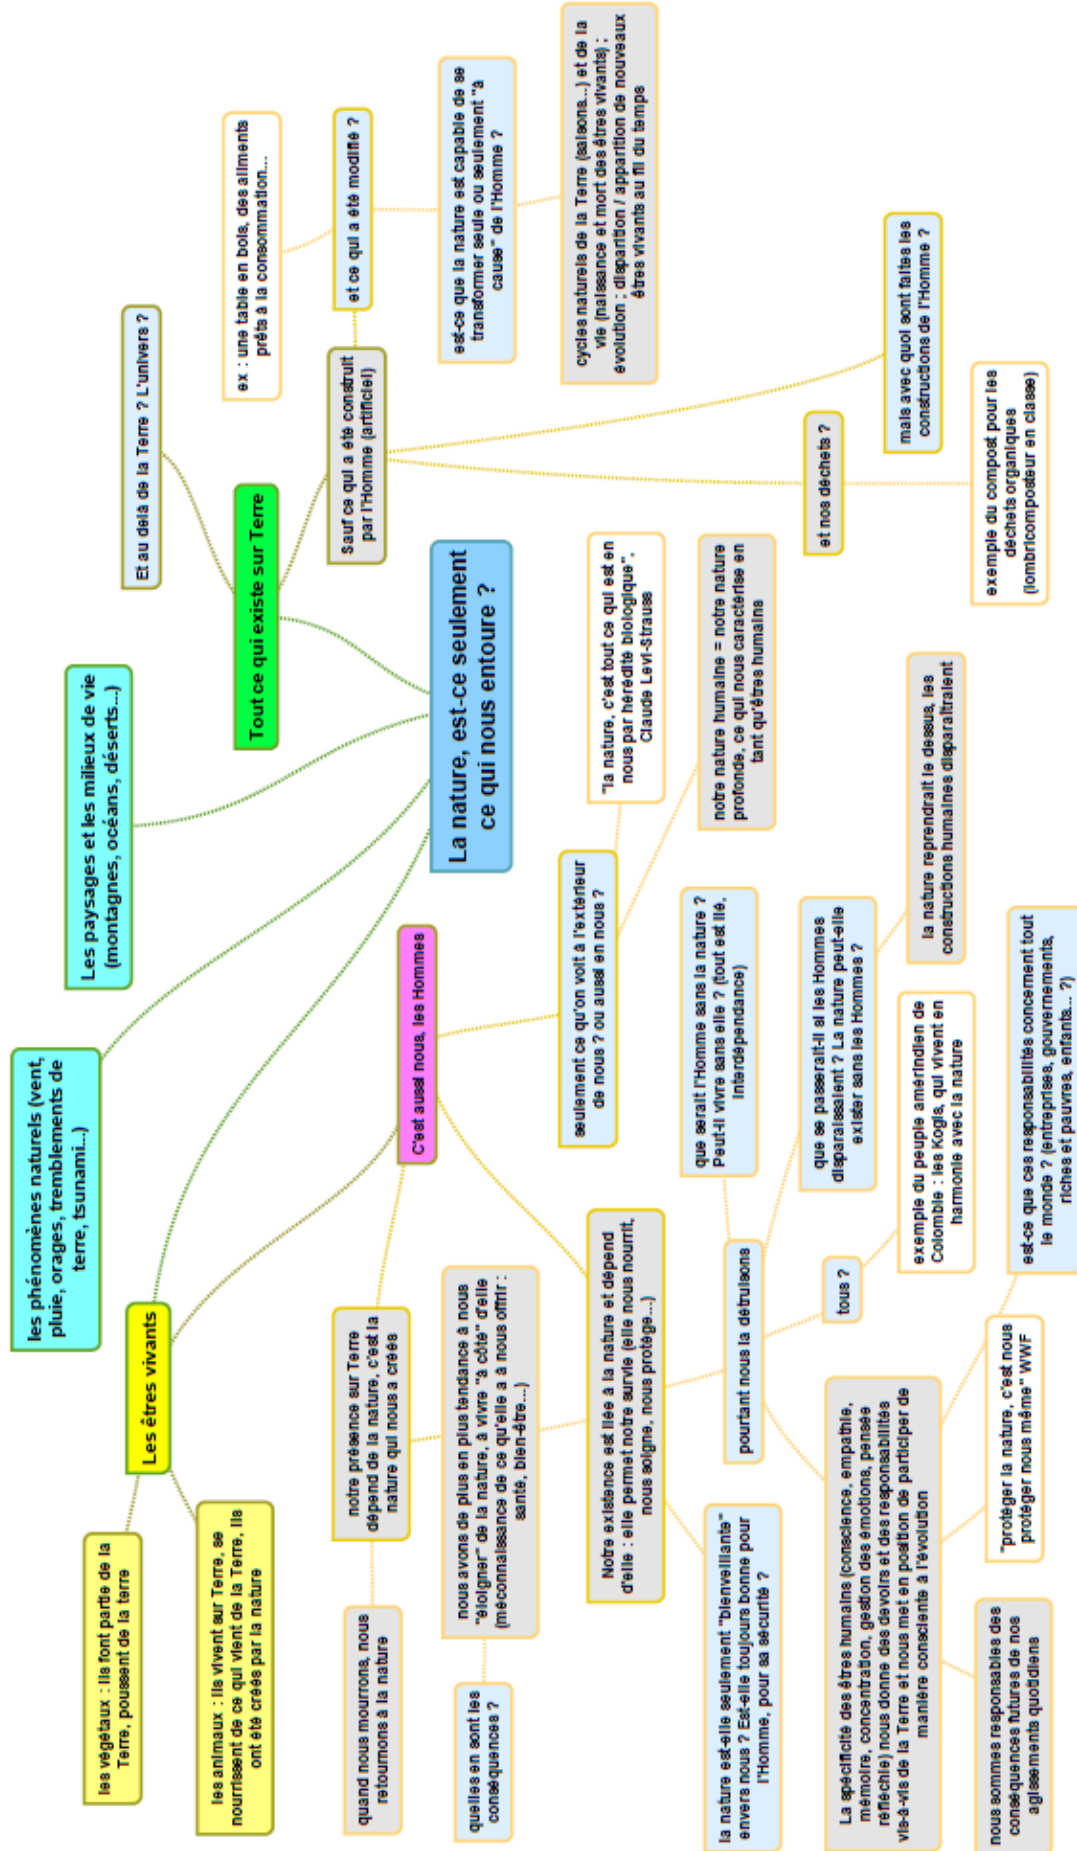 La nature, est-ce seulement
ce qui nous entoure ?
Les êtres vivants
les végétaux : ils font partie de la
Terre, poussent de la terre
les animaux : ils vivent sur Terre, se
nourrissent de ce qui vient de la Terre, ils
ont été créés par la nature
les phénomènes naturels (vent,
pluie, orages, tremblements de
terre, tsunami...)
Les paysages et les milieux de vie
(montagnes, océans, déserts...)
Tout ce qui existe sur Terre
Et au delà de la Terre ? L'univers ?
Sauf ce qui a été construit
par l'Homme (artificiel)
et ce qui a été modifié ?
ex : une table en bois, des aliments
prêts à la consommation...
est-ce que la nature est capable de se
transformer seule ou seulement "à
cause" de l'Homme ?
cycles naturels de la Terre (saisons...) et de la
vie (naissance et mort des êtres vivants) ;
évolution ; disparition / apparition de nouveaux
êtres vivants au fil du temps
mais avec quoi sont faites les
constructions de l'Homme ?
et nos déchets ?
exemple du compost pour les
déchets organiques
(lombricomposteur en classe)
C'est aussi nous, les Hommes
seulement ce qu'on voit à l'extérieur
de nous ? ou aussi en nous ?
"la nature, c'est tout ce qui est en
nous par hérédité biologique".
Claude Levi-Strauss
notre nature humaine = notre nature
profonde, ce qui nous caractérise en
tant qu'êtres humains
notre présence sur Terre
dépend de la nature, c'est la
nature qui nous a créés
quand nous mourrons, nous
retournons à la nature
nous avons de plus en plus tendance à nous
"éloigner" de la nature, à vivre "à côté" d'elle
(méconnaissance de ce qu'elle a à nous offrir :
santé, bien-être...)
quelles en sont les
conséquences ?
Notre existence est liée à la nature et dépend
d'elle : elle permet notre survie (elle nous nourrit,
nous soigne, nous protège....)
la nature est-elle seulement "bienveillante"
envers nous ? Est-elle toujours bonne pour
l'Homme, pour sa sécurité ?
pourtant nous la détruisons
que serait l'Homme sans la nature ?
Peut-il vivre sans elle ? (tout est lié,
interdépendance)
que se passerait-il si les Hommes
disparaissaient ? La nature peut-elle
exister sans les Hommes ?
la nature reprendrait le dessus, les
constructions humaines disparaîtraient
tous ?
exemple du peuple amérindien de
Colombie : les Kogis, qui vivent en
harmonie avec la nature
La spécificité des êtres humains (conscience, empathie,
mémoire, concentration, gestion des émotions, pensée
réfléchie) nous donne des devoirs et des responsabilités
vis-à-vis de la Terre et nous met en position de participer de
manière consciente à l'évolution
est-ce que ces responsabilités concernent tout
le monde ? (entreprises, gouvernements,
riches et pauvres, enfants... ?)
"protéger la nature, c'est nous
protéger nous même" WWF
nous sommes responsables des
conséquences futures de nos
agissements quotidiens